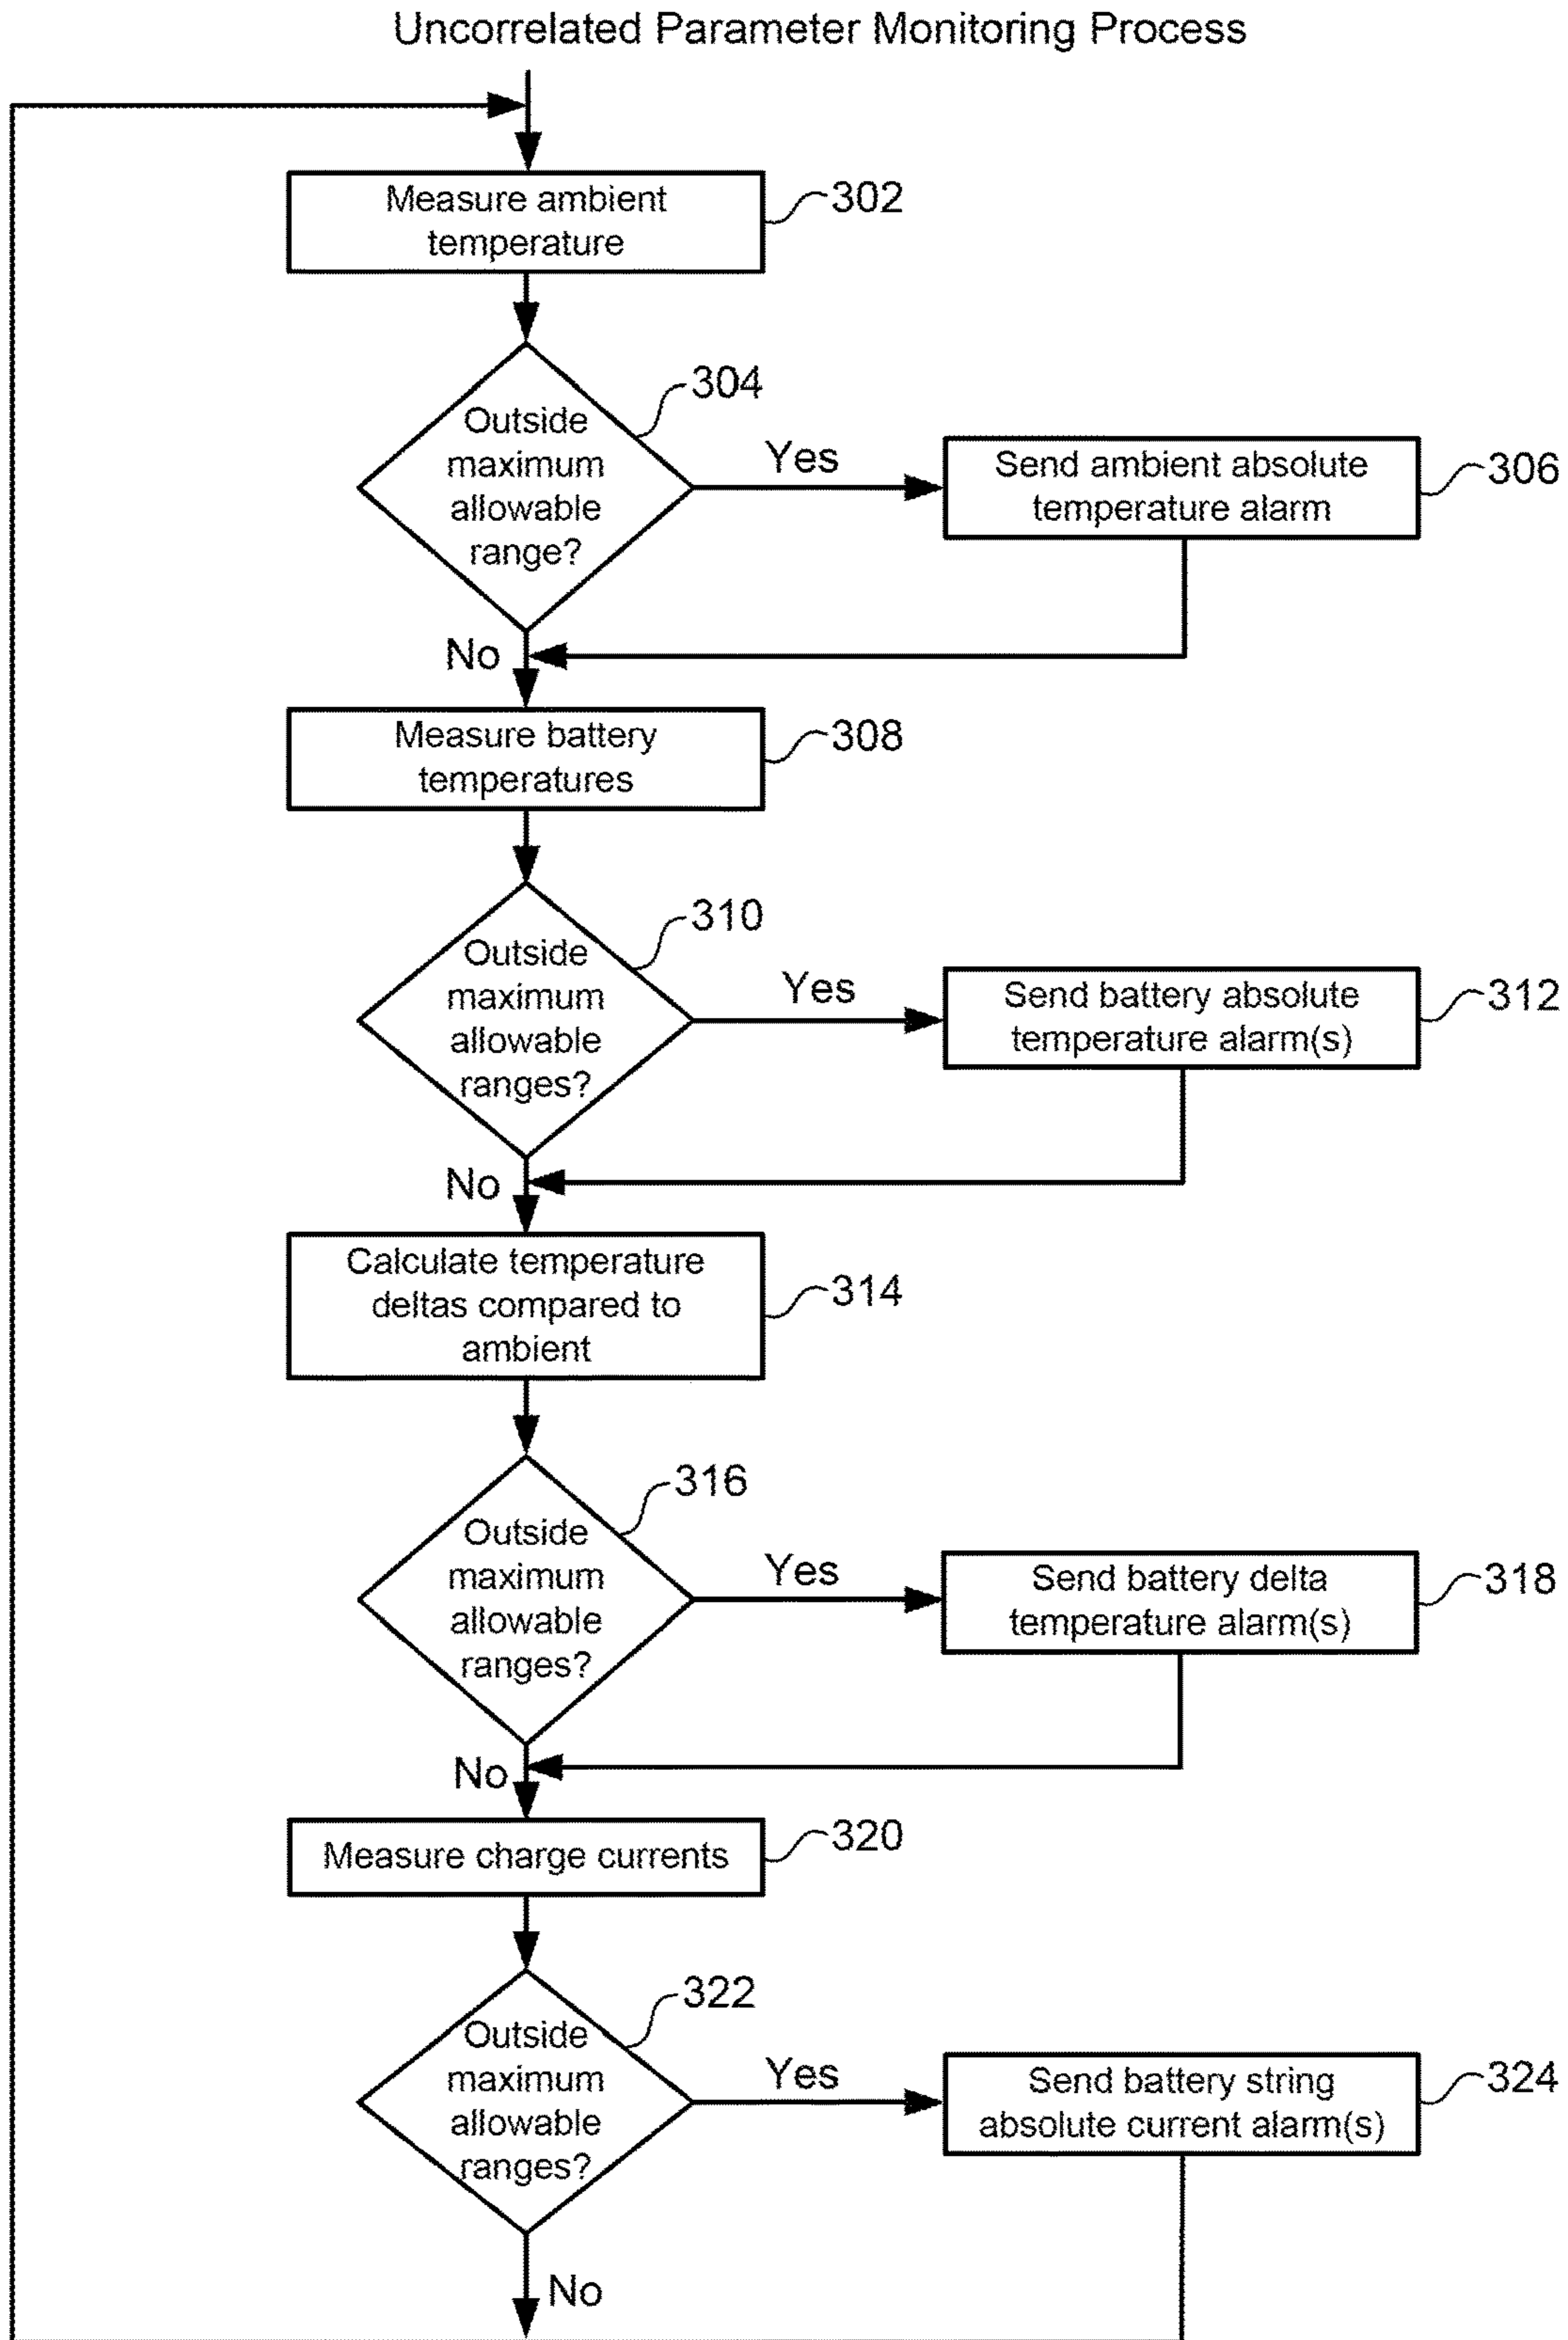 Uncorrelated Parameter Monitoring Process
Measure ambient
temperature
302
304
Outside
maximum
allowable
range?
Yes
Send ambient absolute
temperature alarm
306
No
Measure battery
temperatures
308
310
Outside
maximum
allowable
ranges?
Yes
Send battery absolute
temperature alarm(s)
312
No
Calculate temperature
deltas compared to
ambient
314
316
Outside
maximum
allowable
ranges?
Yes
Send battery delta
temperature alarm(s)
318
No
Measure charge currents
320
322
Outside
maximum
allowable
ranges?
Yes
Send battery string
absolute current alarm(s)
324
No